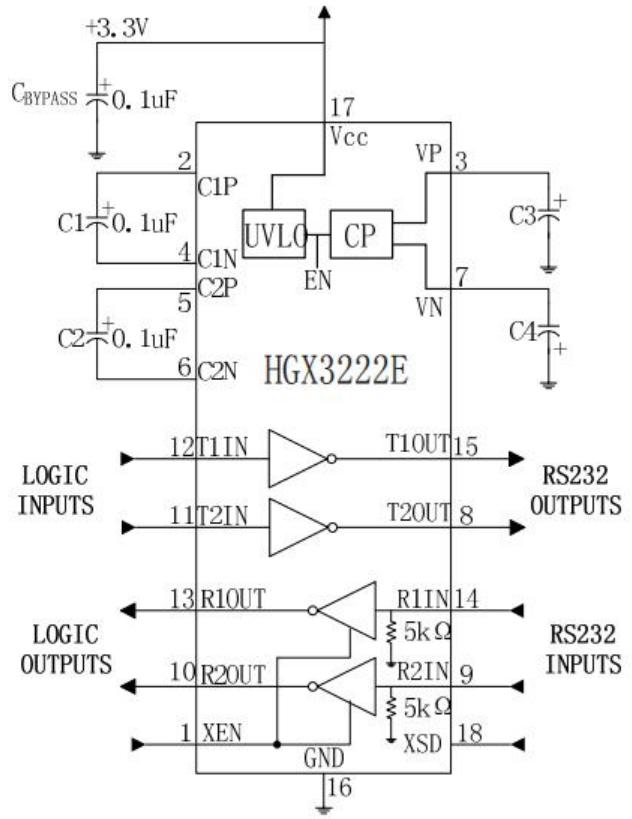 +3.3V
CBYPASS + 0.1uF
17
Vcc
2
C1P
VP 3
C1 + 0.1uF
UVLO
CP
C3 +
4
C1N
EN
C2P
5
7
VN
C2 + 0.1uF
C4
+
6 C2N
HGX3222E
LOGIC
INPUTS
12 T1IN
T1OUT 15
11 T2IN
T2OUT 8
RS232
OUTPUTS
LOGIC
OUTPUTS
13 R1OUT
R1IN 14
5kΩ
10 R2OUT
R2IN 9
5kΩ
RS232
INPUTS
1 XEN
GND
XSD 18
16